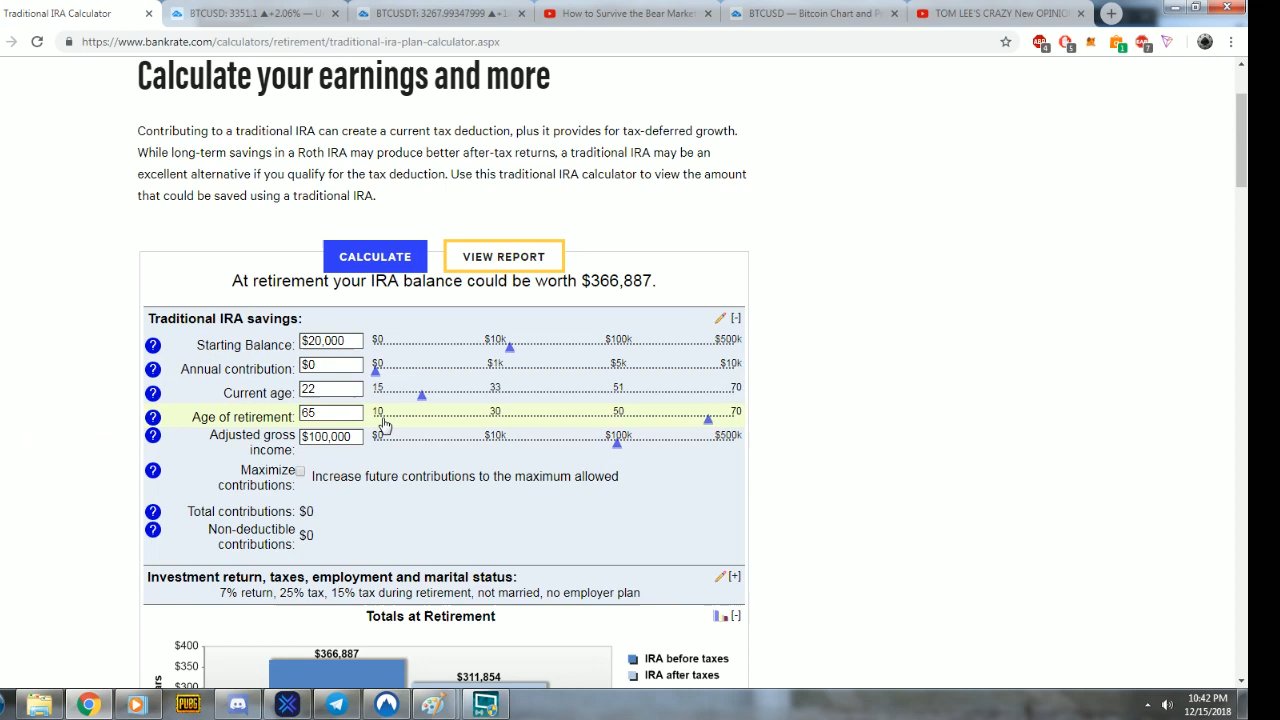 Traditional IRA Calculator
BTCUSD: 3351.1 ▲+2.06% — U
BTCUSDT: 3267.99347999 ▲+1
How to Survive the Bear Marke
BTCUSD — Bitcoin Chart and P
TOM LEE'S CRAZY New OPINIO
https://www.bankrate.com/calculators/retirement/traditional-ira-plan-calculator.aspx
4
5
1
7
Calculate your earnings and more
Contributing to a traditional IRA can create a current tax deduction, plus it provides for tax-deferred growth.
While long-term savings in a Roth IRA may produce better after-tax returns, a traditional IRA may be an
excellent alternative if you qualify for the tax deduction. Use this traditional IRA calculator to view the amount
that could be saved using a traditional IRA.
CALCULATE
VIEW REPORT
At retirement your IRA balance could be worth $366,887.
Traditional IRA savings: [-]
? Starting Balance: $20,000 $0 $10k $100k $500k
? Annual contribution: $0 $0 $1k $5k $10k
? Current age: 22 15 33 51 70
? Age of retirement: 65 10 30 50 70
? Adjusted gross
income: $100,000 $0 $10k $100k $500k
? Maximize
contributions: Increase future contributions to the maximum allowed
? Total contributions: $0
? Non-deductible
contributions: $0
Investment return, taxes, employment and marital status: [+]
7% return, 25% tax, 15% tax during retirement, not married, no employer plan
Totals at Retirement [-]
$400
$350
$300
$366,887
$311,854
IRA before taxes
IRA after taxes
PUBG
10:42 PM
12/15/2018